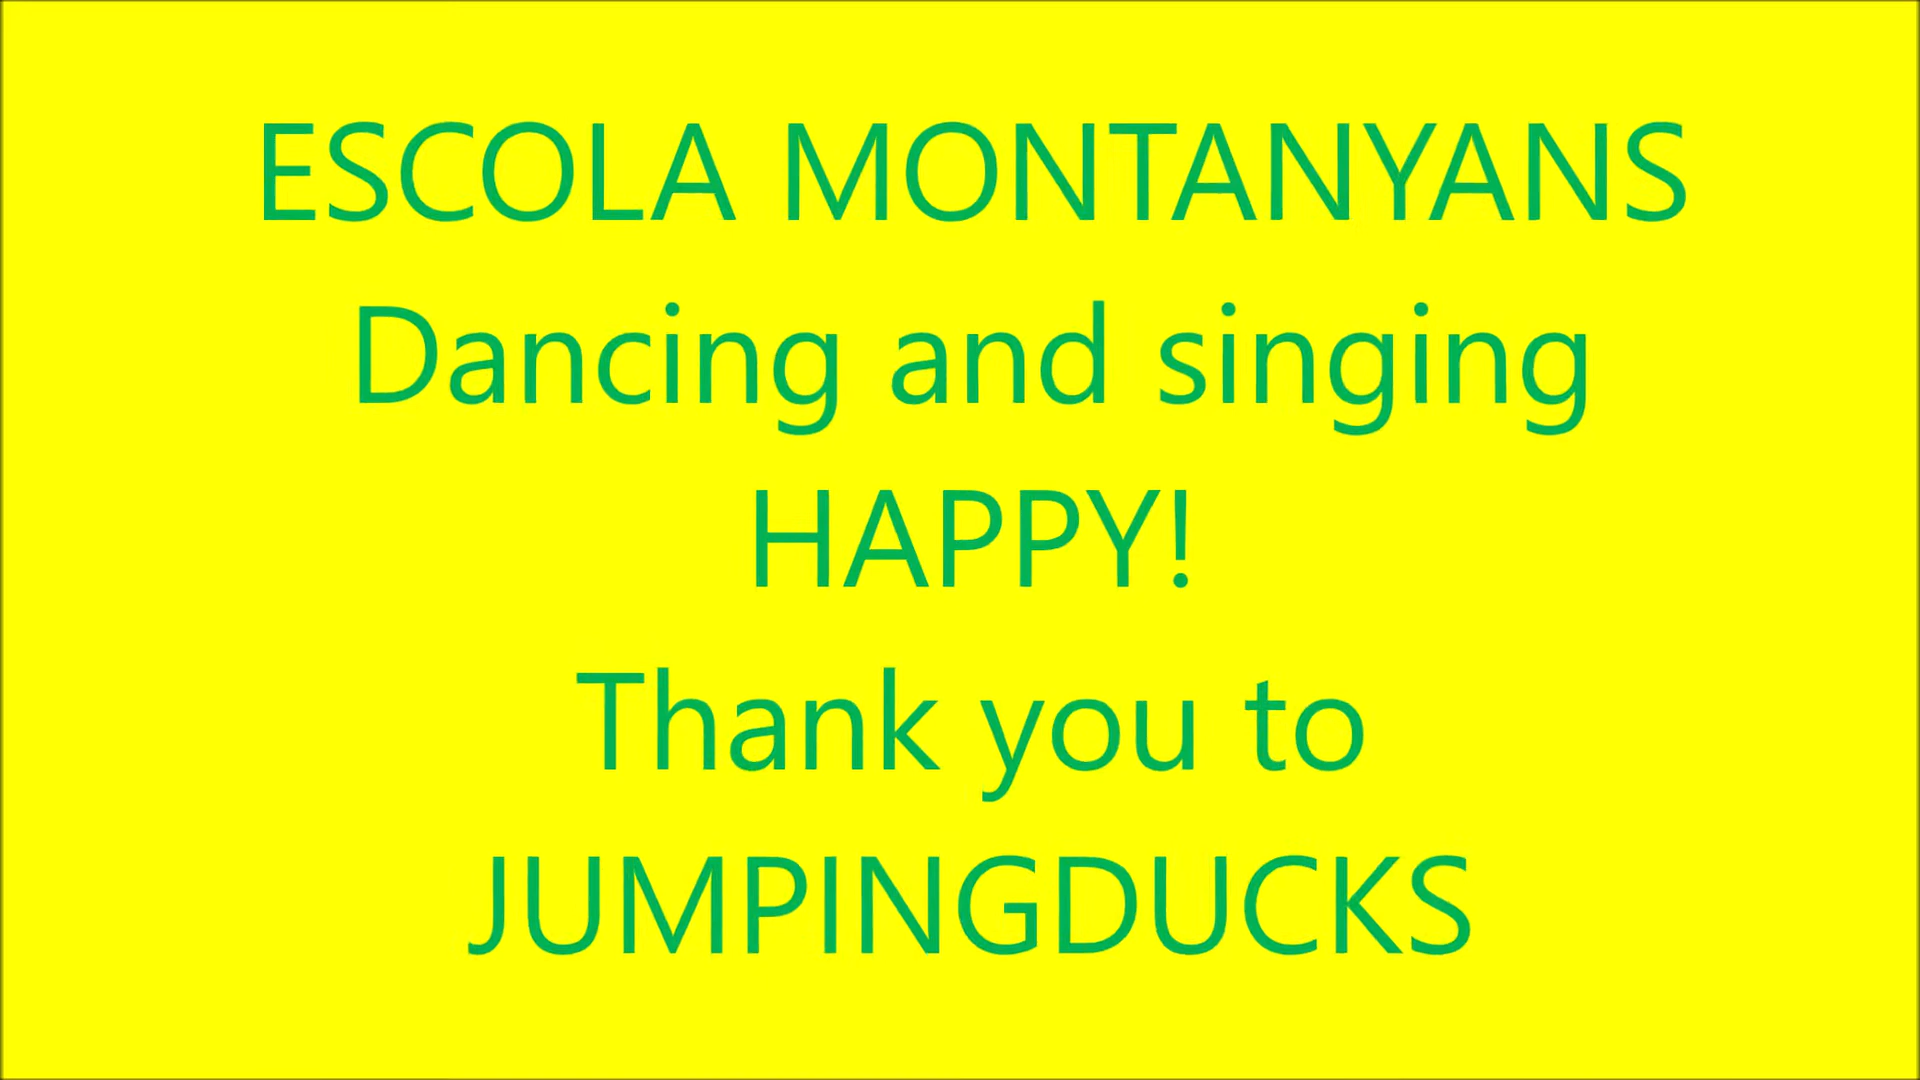 ESCOLA MONTANYANS
Dancing and singing
HAPPY!
Thank you to
JUMPINGDUCKS